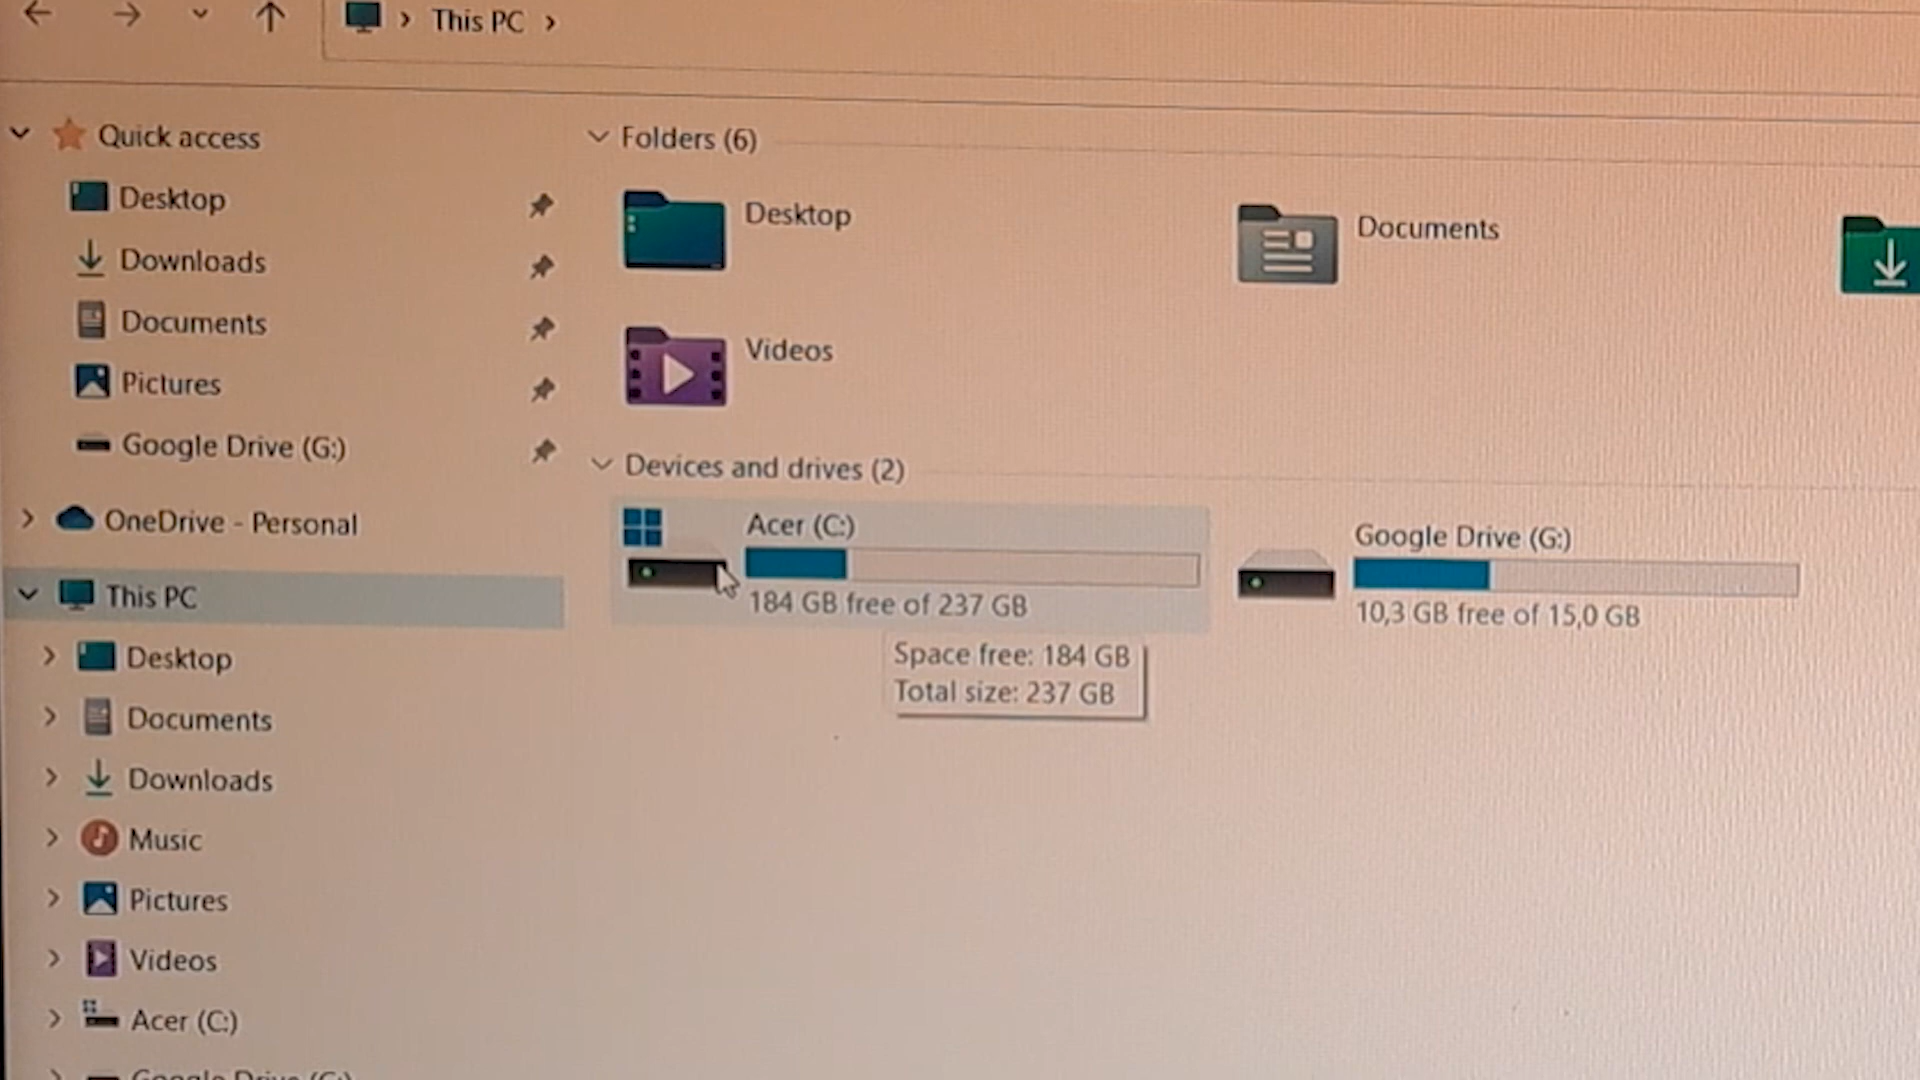 This PC
Quick access
Desktop
Downloads
Documents
Pictures
Google Drive (G:)
OneDrive - Personal
This PC
Desktop
Documents
Downloads
Music
Pictures
Videos
Acer (C:)
Google Drive (G:)
Folders (6)
Desktop
Documents
Videos
Devices and drives (2)
Acer (C:)
184 GB free of 237 GB
Google Drive (G:)
10,3 GB free of 15,0 GB
Space free: 184 GB
Total size: 237 GB